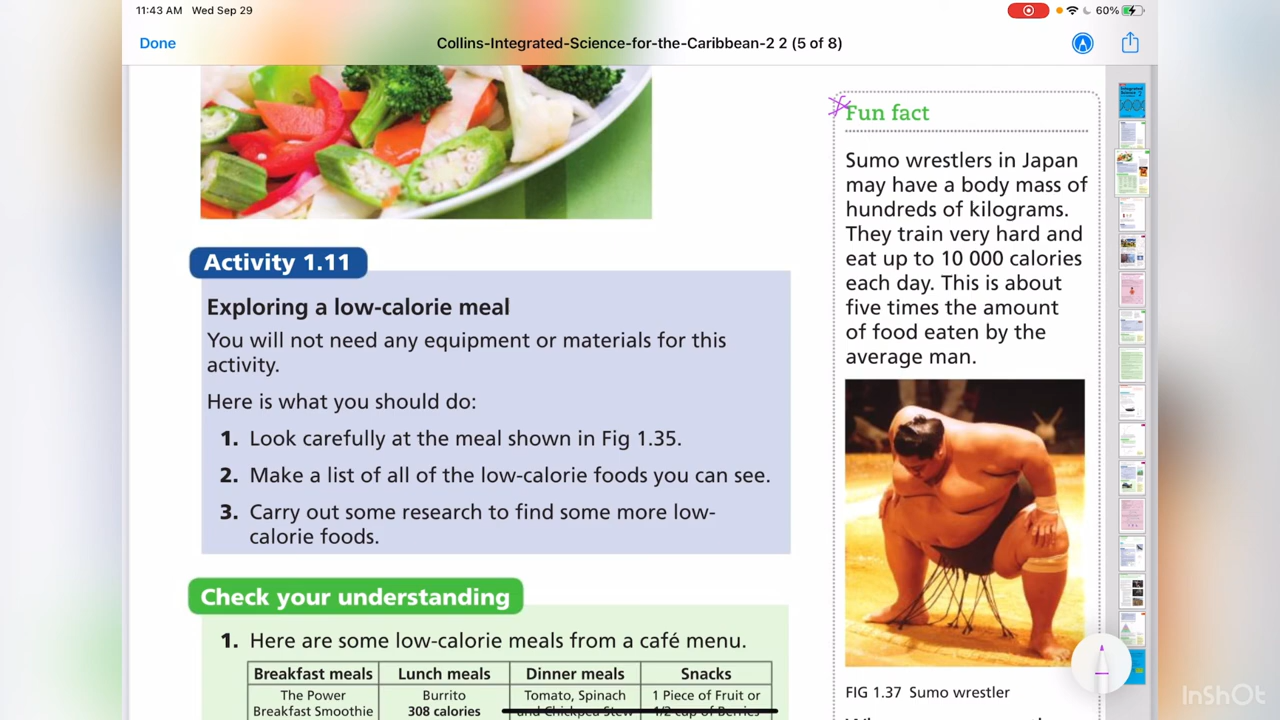 11:43 AM Wed Sep 29
60%
Done
Collins-Integrated-Science-for-the-Caribbean-2 2 (5 of 8)
Activity 1.11
Exploring a low-calorie meal
You will not need any equipment or materials for this
activity.
Here is what you should do:
1. Look carefully at the meal shown in Fig 1.35.
2. Make a list of all of the low-calorie foods you can see.
3. Carry out some research to find some more low-
calorie foods.
Check your understanding
1. Here are some low-calorie meals from a café menu.
Breakfast meals Lunch meals Dinner meals Snacks
The Power Burrito Tomato, Spinach 1 Piece of Fruit or
Breakfast Smoothie 308 calories and Chickpea Stew 1/2 cup of Berries
Fun fact
Sumo wrestlers in Japan
may have a body mass of
hundreds of kilograms.
They train very hard and
eat up to 10 000 calories
each day. This is about
five times the amount
of food eaten by the
average man.
FIG 1.37 Sumo wrestler
InShOt